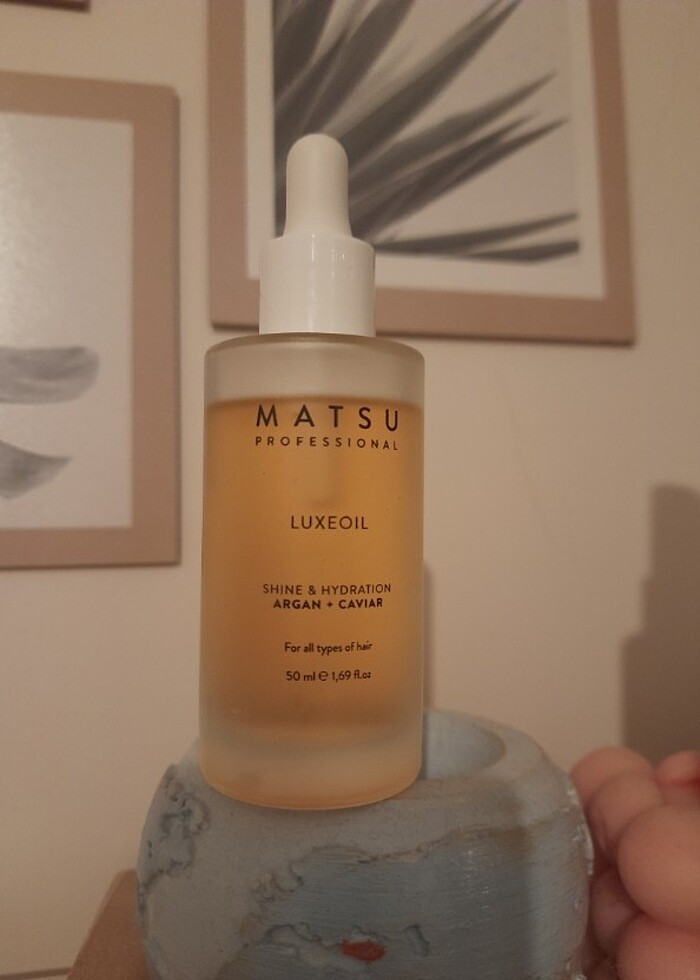 MATSU
PROFESSIONAL
LUXEOIL
SHINE & HYDRATION
ARGAN + CAVIAR
For all types of hair
50 ml ℮ 1,69 fl.oz